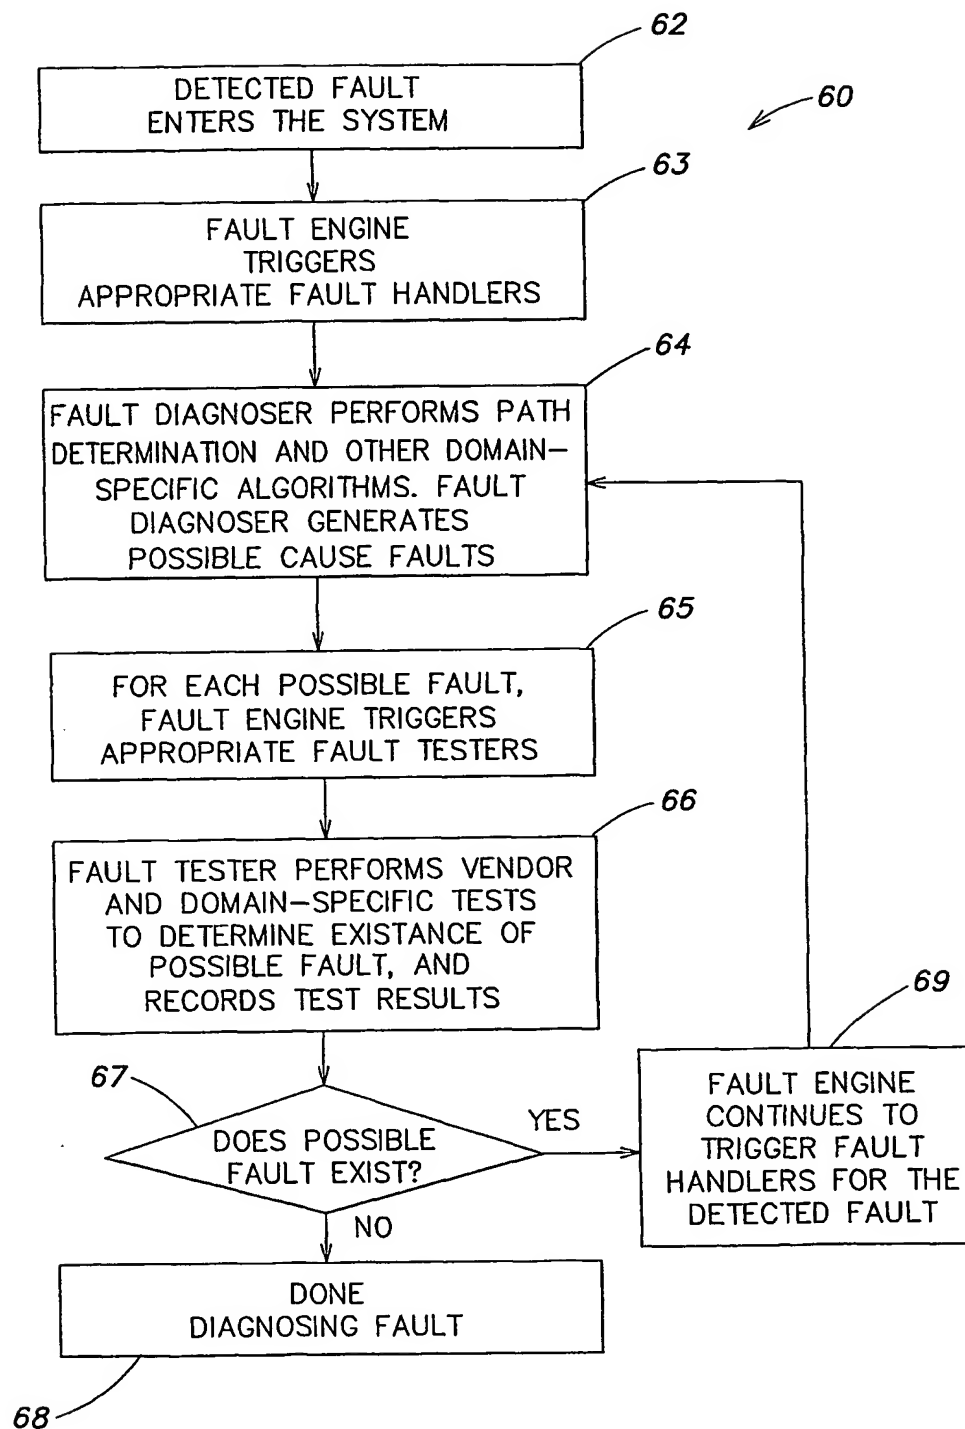 62
DETECTED FAULT
ENTERS THE SYSTEM
60
63
FAULT ENGINE
TRIGGERS
APPROPRIATE FAULT HANDLERS
64
FAULT DIAGNOSER PERFORMS PATH
DETERMINATION AND OTHER DOMAIN–
SPECIFIC ALGORITHMS. FAULT
DIAGNOSER GENERATES
POSSIBLE CAUSE FAULTS
65
FOR EACH POSSIBLE FAULT,
FAULT ENGINE TRIGGERS
APPROPRIATE FAULT TESTERS
66
FAULT TESTER PERFORMS VENDOR
AND DOMAIN–SPECIFIC TESTS
TO DETERMINE EXISTANCE OF
POSSIBLE FAULT, AND
RECORDS TEST RESULTS
67
DOES POSSIBLE
FAULT EXIST?
YES
NO
69
FAULT ENGINE
CONTINUES TO
TRIGGER FAULT
HANDLERS FOR THE
DETECTED FAULT
DONE
DIAGNOSING FAULT
68